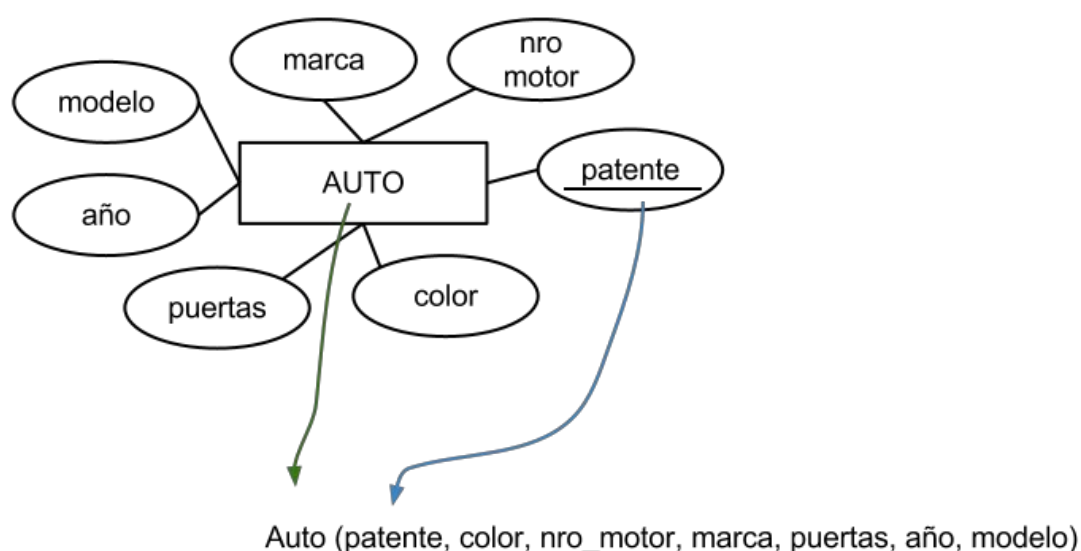 marca
nro
motor
modelo
AUTO
patente
año
puertas
color
Auto (patente, color, nro_motor, marca, puertas, año, modelo)